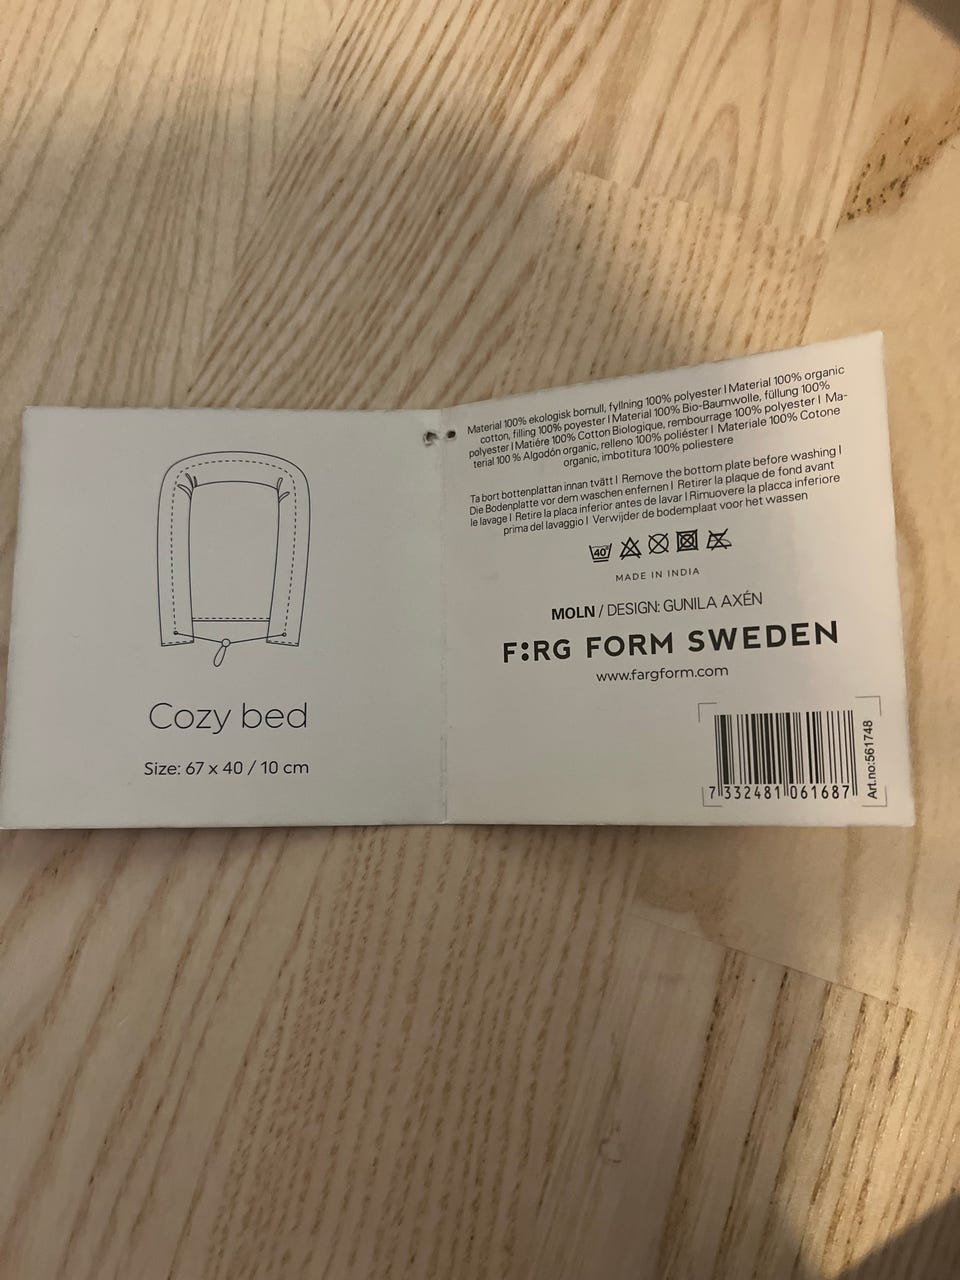 Cozy bed
Size: 67 x 40 / 10 cm
Material 100% ekologisk bomull, fyllning 100% polyester I Material 100% organic
cotton, filling 100% poyester I Material 100% Bio-Baumwolle, füllung 100%
polyester I Matiére 100% Cotton Biologique, rembourrage 100% polyester I Ma-
terial 100 % Algodón organic, relleno 100% poliéster I Materiale 100% Cotone
organic, imbotitura 100% poliestere
Ta bort bottenplattan innan tvätt I Remove the bottom plate before washing I
Die Bodenplatte vor dem waschen enfernen I Retirer la plaque de fond avant
le lavage I Retire la placa inferior antes de lavar I Rimuovere la placca inferiore
prima del lavaggio I Verwijder de bodemplaat voor het wassen
40°
MADE IN INDIA
MOLN / DESIGN: GUNILA AXÉN
F:RG FORM SWEDEN
www.fargform.com
7 332481 061687
Art.no:561748